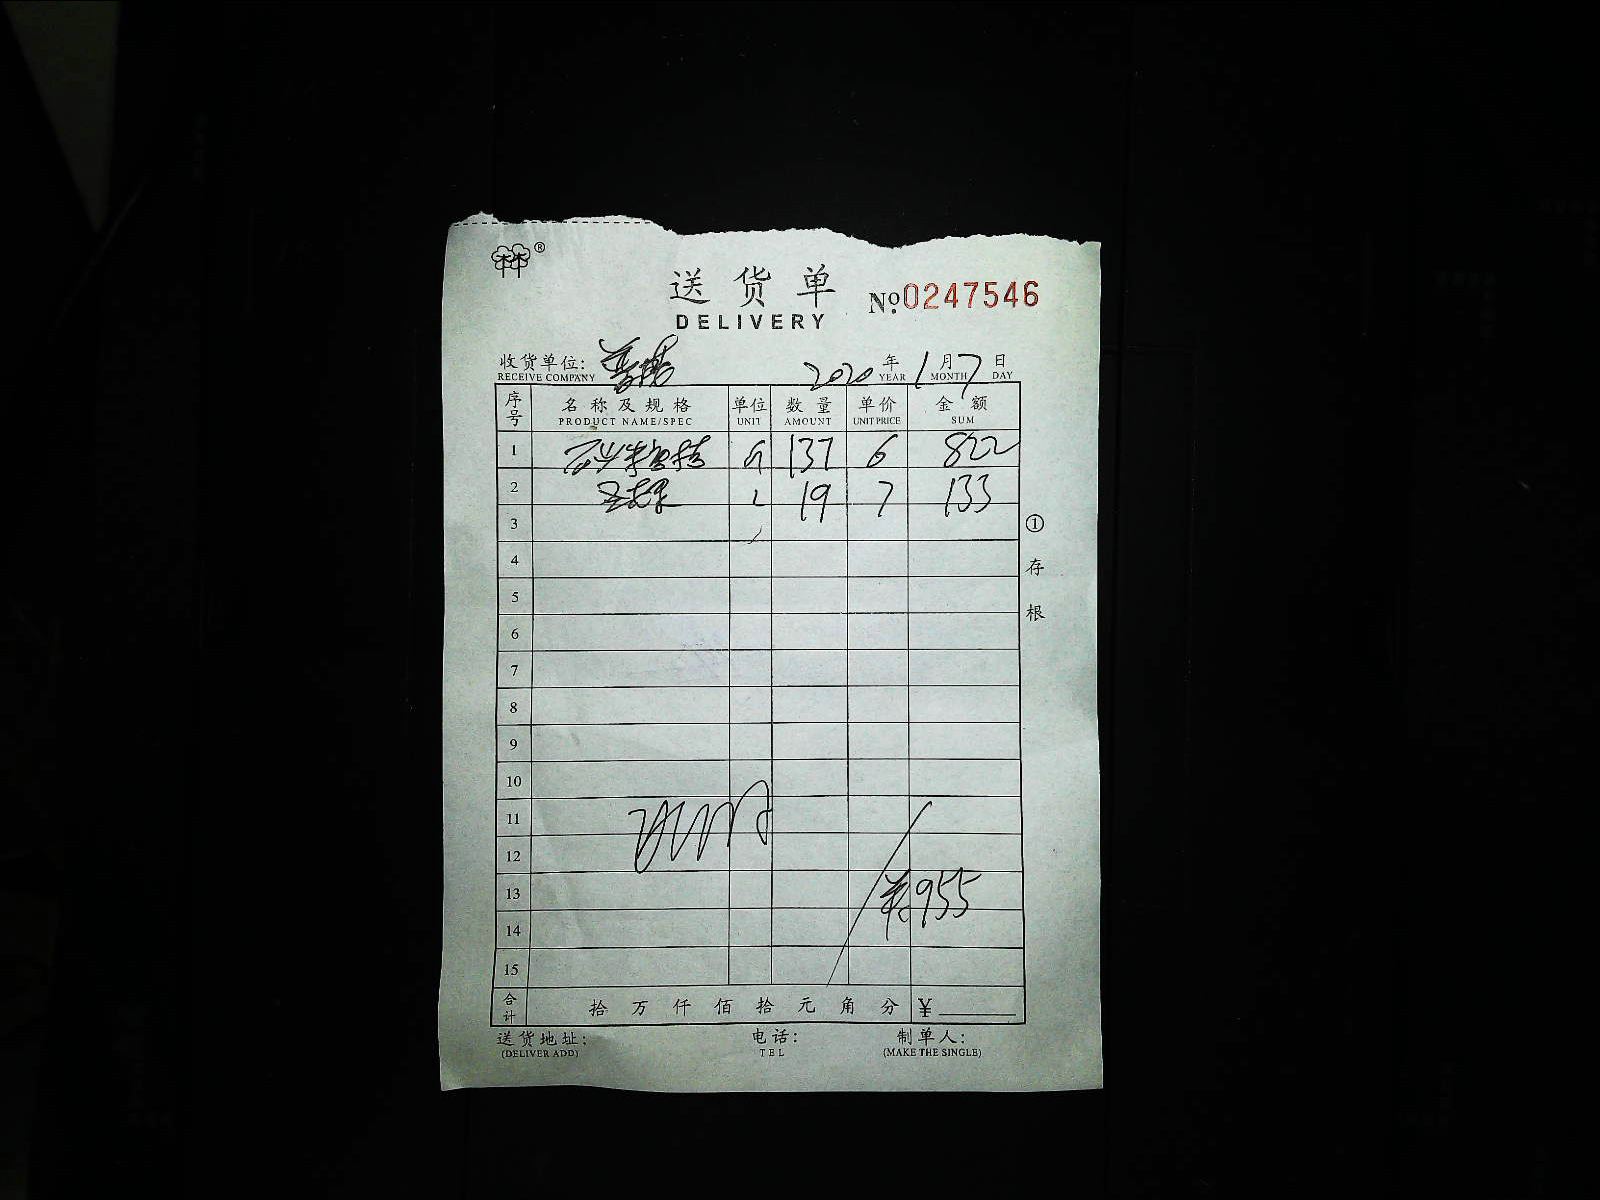 ®
送货单
DELIVERY
№ 0247546
收货单位: 2020 年 1 月 7 日
RECEIVE COMPANY YEAR MONTH DAY
序号 名称及规格 单位 数量 单价 金额
PRODUCT NAME/SPEC UNIT AMOUNT UNIT PRICE SUM
1 137 6 822
2 19 7 133
3
4
5
6
7
8
9
10
11
12
13 955
14
15
① 存根
合计 拾 万 仟 佰 拾 元 角 分 ¥
送货地址: 电话: 制单人:
(DELIVER ADD) TEL (MAKE THE SINGLE)